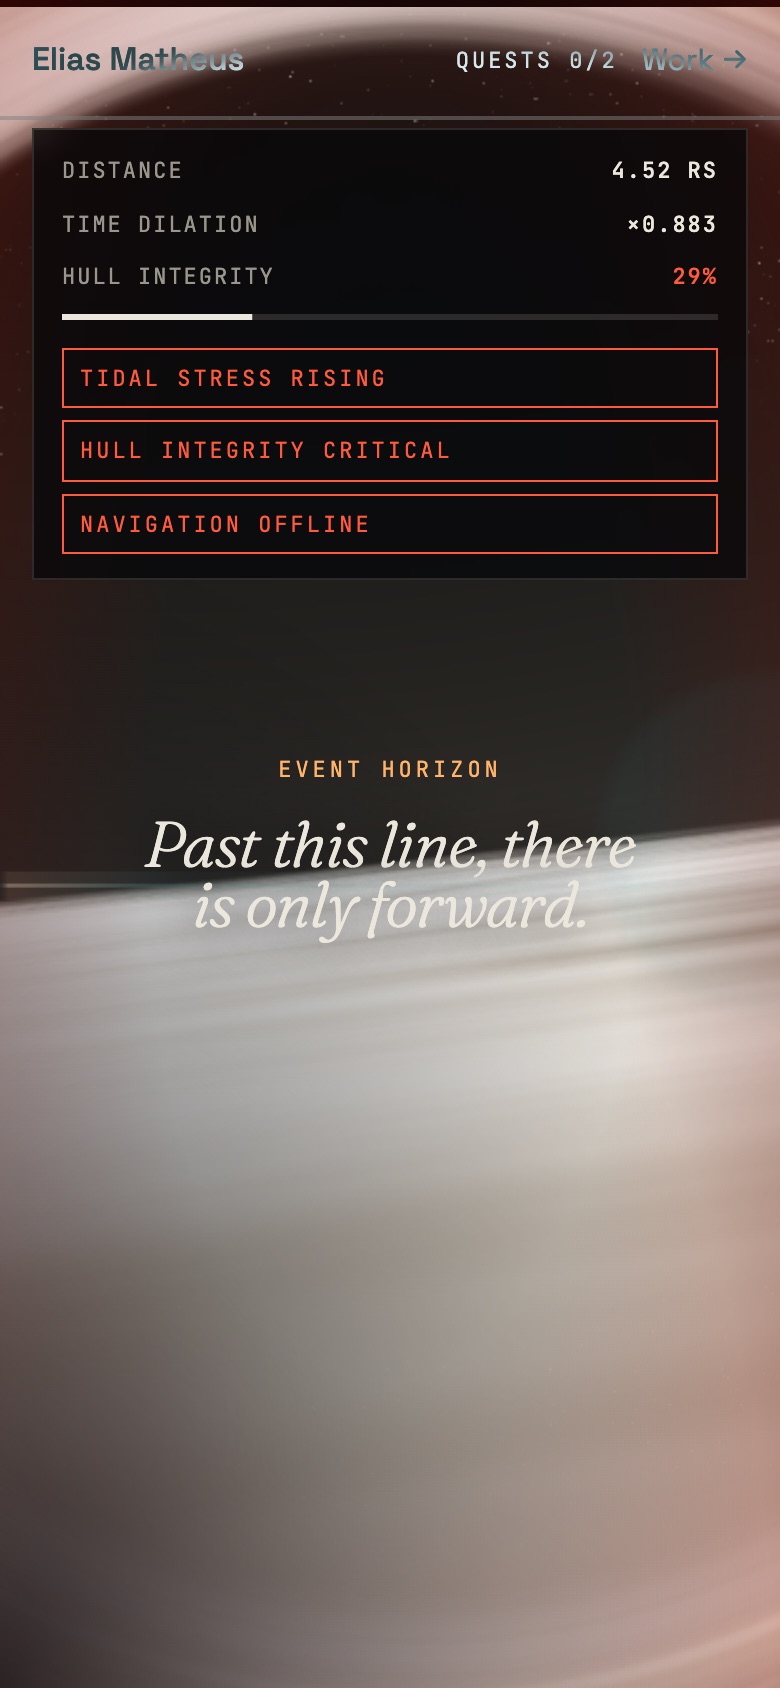 Elias Matheus
QUESTS 0/2
Work →
DISTANCE 4.52 RS
TIME DILATION ×0.883
HULL INTEGRITY 29%
TIDAL STRESS RISING
HULL INTEGRITY CRITICAL
NAVIGATION OFFLINE
EVENT HORIZON
Past this line, there
is only forward.